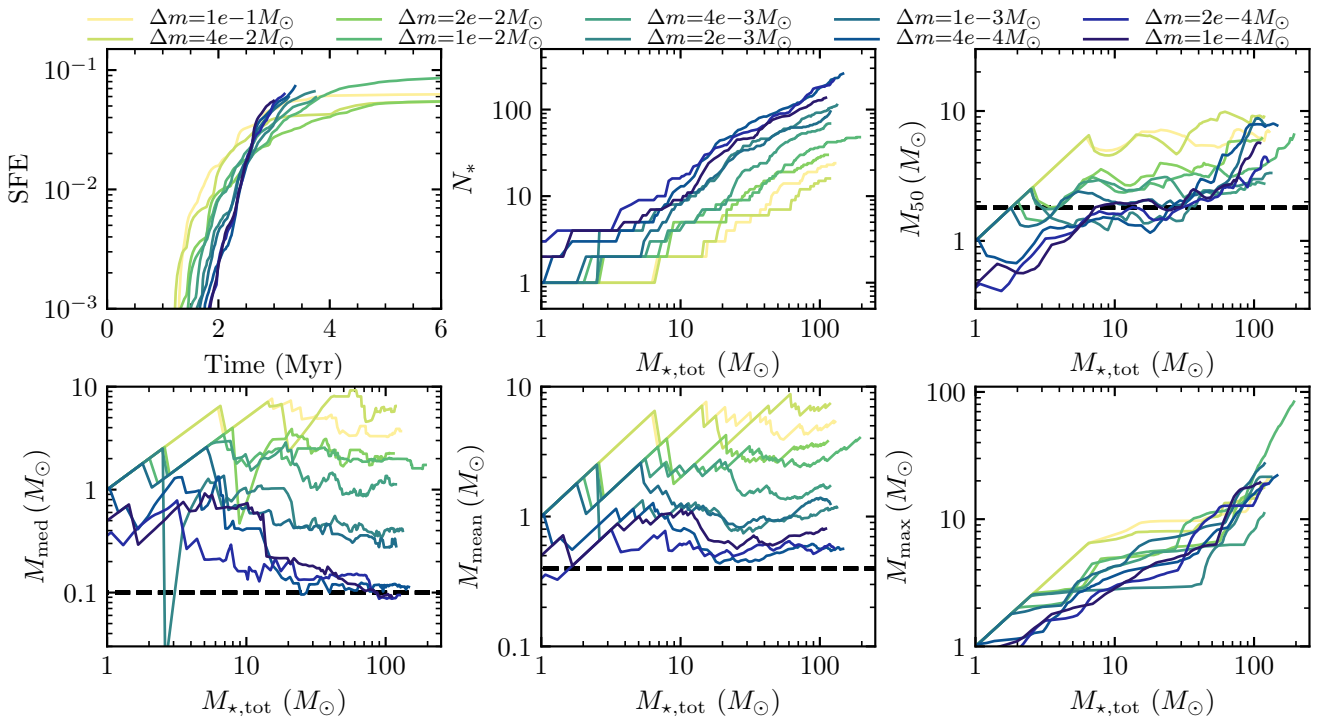 Δm=1e-1M☉ Δm=2e-2M☉ Δm=4e-3M☉ Δm=1e-3M☉ Δm=2e-4M☉
Δm=4e-2M☉ Δm=1e-2M☉ Δm=2e-3M☉ Δm=4e-4M☉ Δm=1e-4M☉
SFE
10⁻¹
10⁻²
10⁻³
0 2 4 6
Time (Myr)
N*
100
10
1
1 10 100
M⋆,tot (M☉)
M50 (M☉)
10
1
1 10 100
M⋆,tot (M☉)
Mmed (M☉)
10
1
0.1
1 10 100
M⋆,tot (M☉)
Mmean (M☉)
10
1
0.1
1 10 100
M⋆,tot (M☉)
Mmax (M☉)
100
10
1
1 10 100
M⋆,tot (M☉)